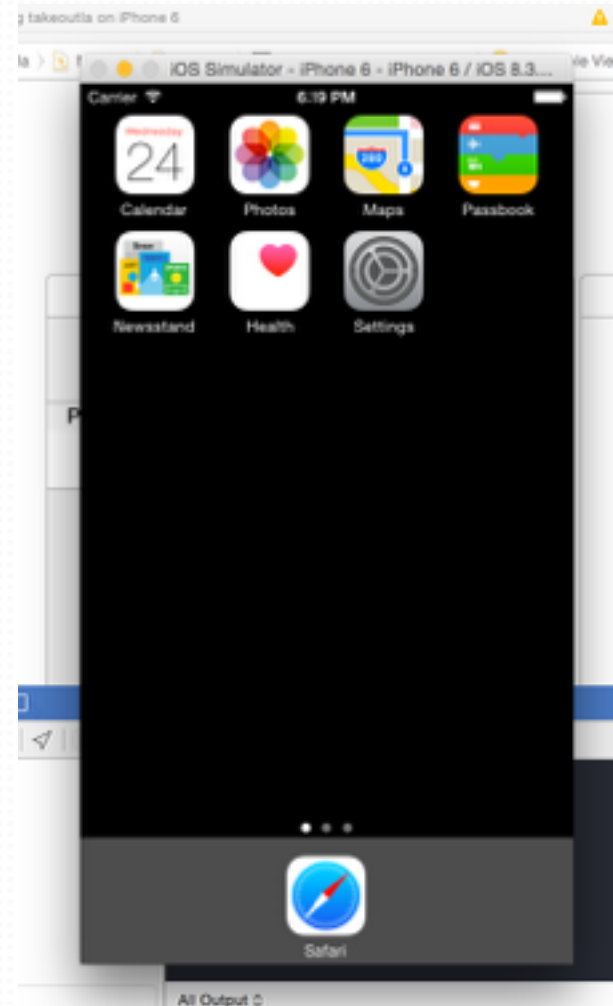 takeoutla on iPhone 6
iOS Simulator - iPhone 6 - iPhone 6 / iOS 8.3....
Carrier 6:19 PM
Wednesday
24
280
Calendar Photos Maps Passbook
Newsstand Health Settings
P
Safari
All Output